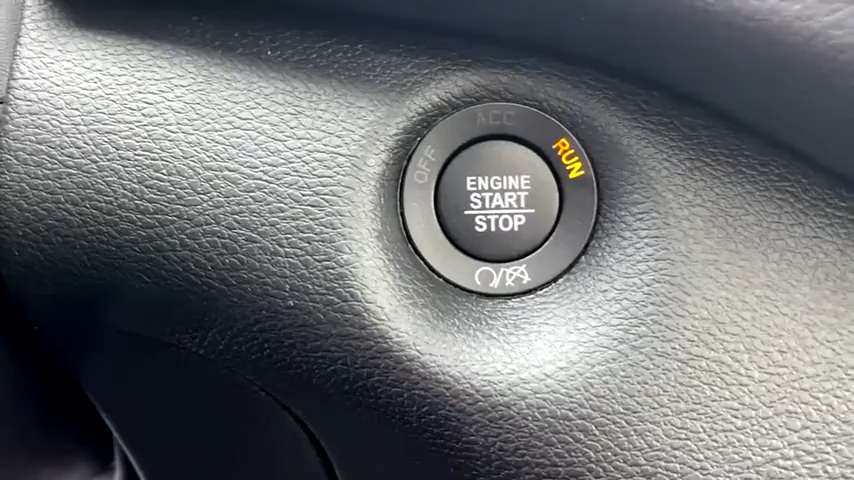 ACC
OFF
RUN
ENGINE
START
STOP